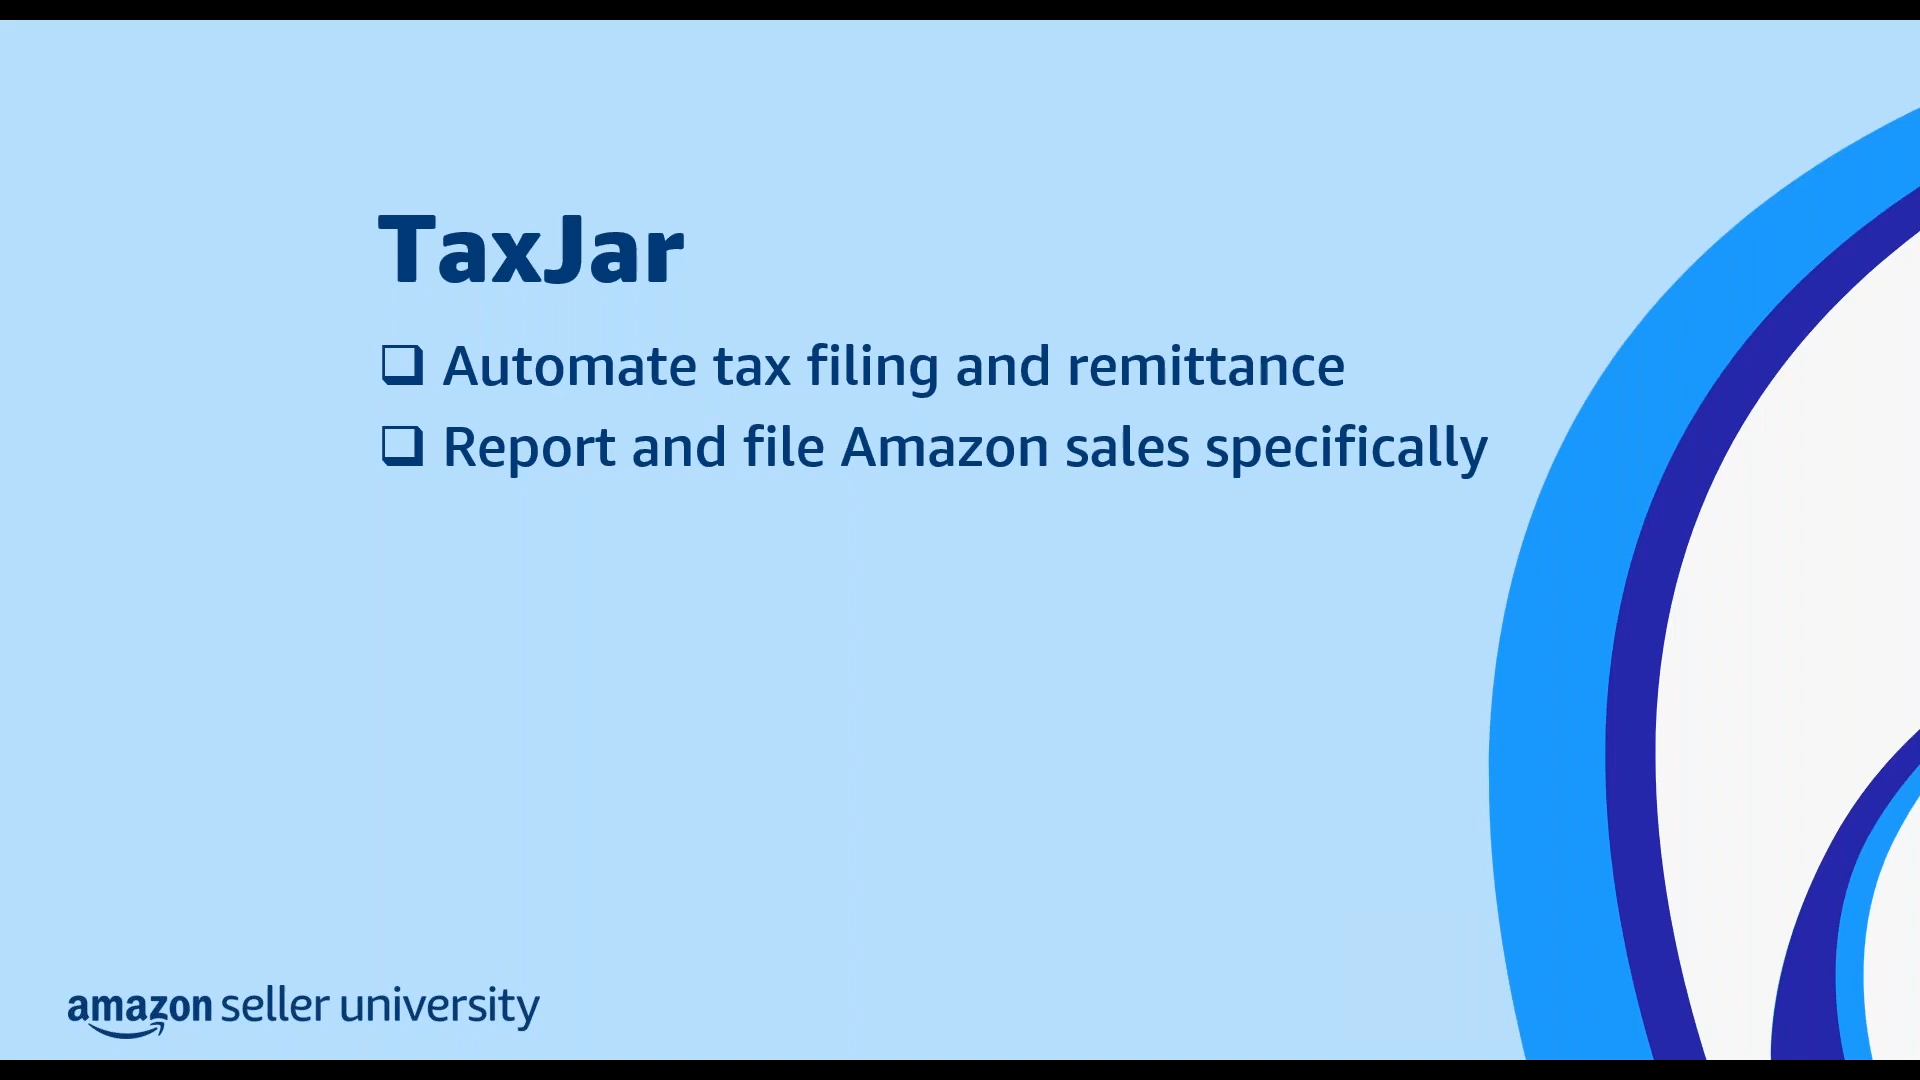 TaxJar
❑ Automate tax filing and remittance
❑ Report and file Amazon sales specifically
amazon seller university